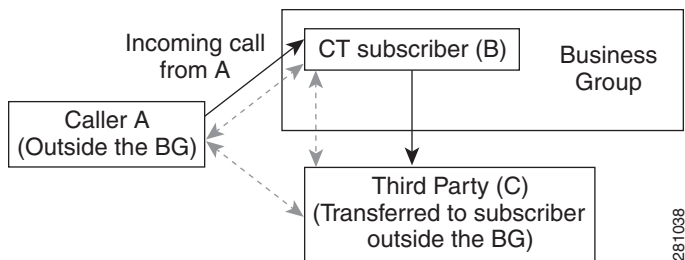 Incoming call
from A
CT subscriber (B)
Business
Group
Caller A
(Outside the BG)
Third Party (C)
(Transferred to subscriber
outside the BG)
281038